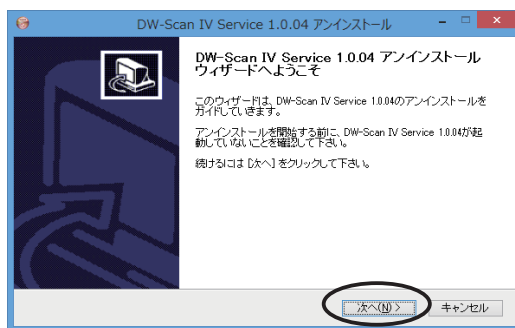 DW-Scan IV Service 1.0.04 アンインストール
DW-Scan IV Service 1.0.04 アンインストール
ウィザードへようこそ
このウィザードは、DW-Scan IV Service 1.0.04のアンインストールを
ガイドしていきます。
アンインストールを開始する前に、DW-Scan IV Service 1.0.04が起
動していないことを確認して下さい。
続けるには [次へ] をクリックして下さい。
次へ(N) >
キャンセル